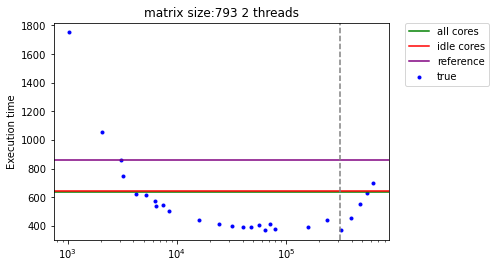 matrix size:793 2 threads
Execution time
1800
1600
1400
1200
1000
800
600
400
10³
10⁴
10⁵
all cores
idle cores
reference
true